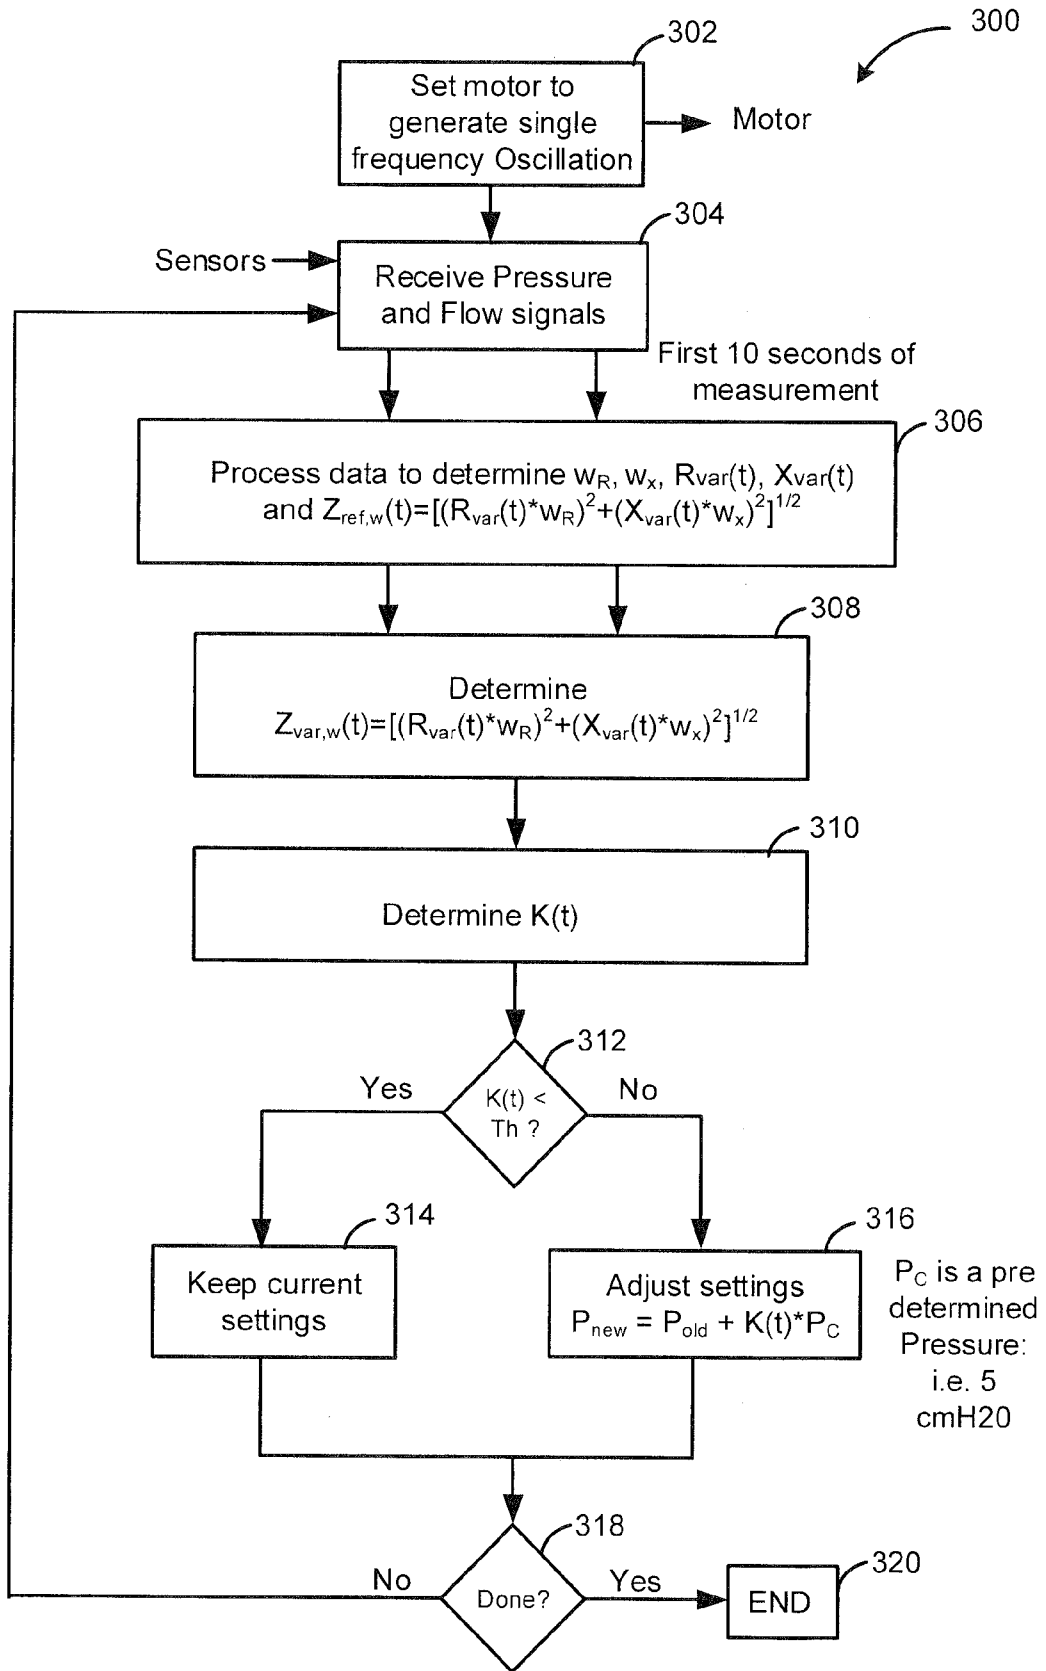 300
302
Set motor to
generate single
frequency Oscillation
Motor
304
Sensors
Receive Pressure
and Flow signals
First 10 seconds of
measurement
306
Process data to determine w_R, w_x, Rvar(t), Xvar(t)
and Z_ref,w(t)=[(R_var(t)*w_R)²+(X_var(t)*w_x)²]^1/2
308
Determine
Z_var,w(t)=[(R_var(t)*w_R)²+(X_var(t)*w_x)²]^1/2
310
Determine K(t)
312
Yes
K(t) <
Th ?
No
314
Keep current
settings
316
Adjust settings
P_new = P_old + K(t)*P_C
P_C is a pre
determined
Pressure:
i.e. 5
cmH20
318
No
Done?
Yes
320
END